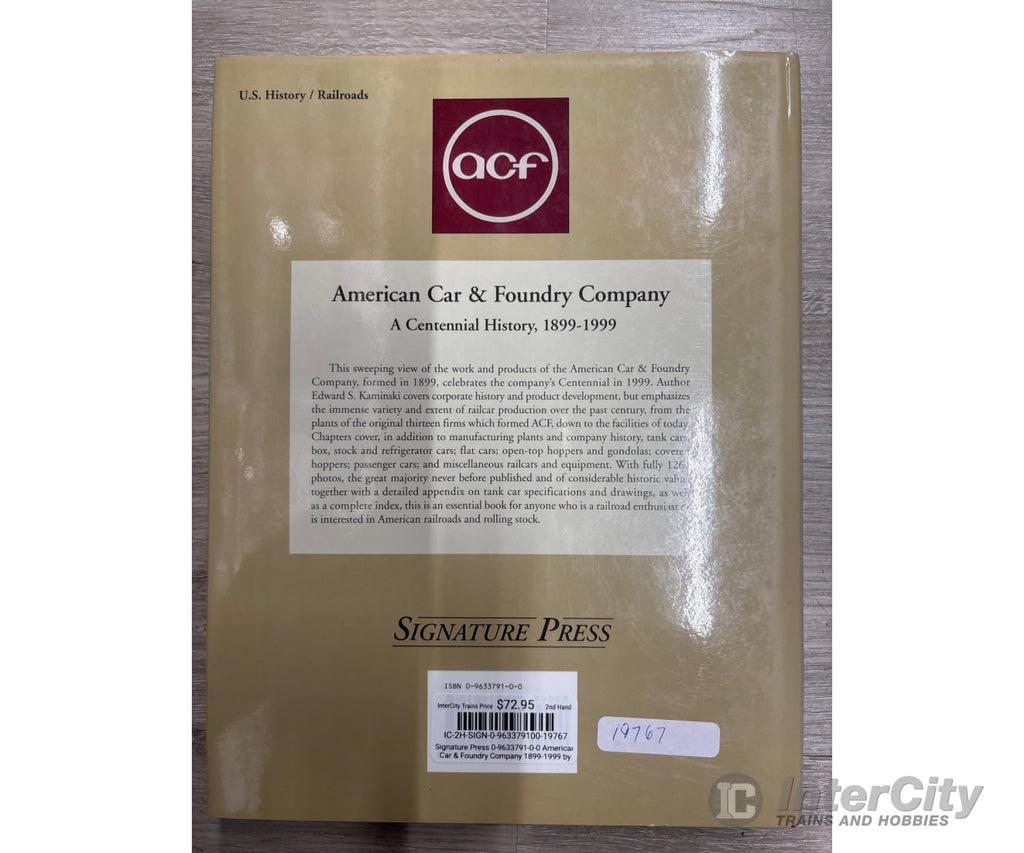 U.S. History / Railroads
acf
American Car & Foundry Company
A Centennial History, 1899-1999
This sweeping view of the work and products of the American Car & Foundry
Company, formed in 1899, celebrates the company's Centennial in 1999. Author
Edward S. Kaminski covers corporate history and product development, but emphasizes
the immense variety and extent of railcar production over the past century, from the
plants of the original thirteen firms which formed ACF, down to the facilities of today.
Chapters cover, in addition to manufacturing plants and company history, tank cars,
box, stock and refrigerator cars; flat cars; open-top hoppers and gondolas;
hoppers; passenger cars; and miscellaneous railcars and equipment. With fully
photos, the great majority never before published and of considerable historic
together with a detailed appendix on tank car specifications and drawings, as
as a complete index, this is an essential book for anyone who is a railroad
is interested in American railroads and rolling stock.
SIGNATURE PRESS
ISBN 0-9633791-0-0
InterCity Trains Price $72.95 2nd Hand
IC-2H-SIGN-0-963379100-19767
Signature Press 0-9633791-0-0 American
Car & Foundry Company 1899-1999 by
19767
IC InterCity
TRAINS AND HOBBIES